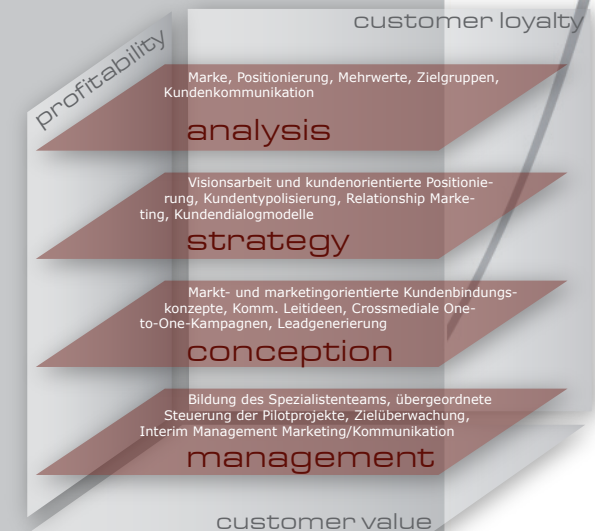 customer loyalty
profitability
Marke, Positionierung, Mehrwerte, Zielgruppen,
Kundenkommunikation
analysis
Visionsarbeit und kundenorientierte Positionie-
rung, Kundentypolisierung, Relationship Marke-
ting, Kundendialogmodelle
strategy
Markt- und marketingorientierte Kundenbindungs-
konzepte, Komm. Leitideen, Crossmediale One-
to-One-Kampagnen, Leadgenerierung
conception
Bildung des Spezialistenteams, übergeordnete
Steuerung der Pilotprojekte, Zielüberwachung,
Interim Management Marketing/Kommunikation
management
customer value